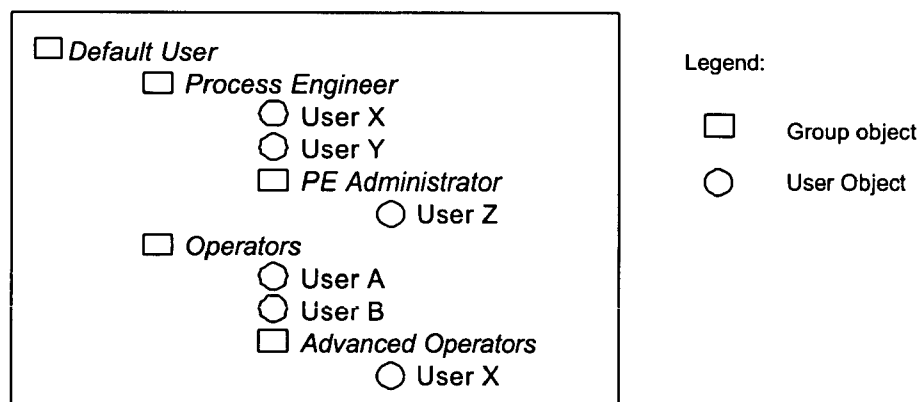 Default User
Process Engineer
User X
User Y
PE Administrator
User Z
Operators
User A
User B
Advanced Operators
User X
Legend:
Group object
User Object